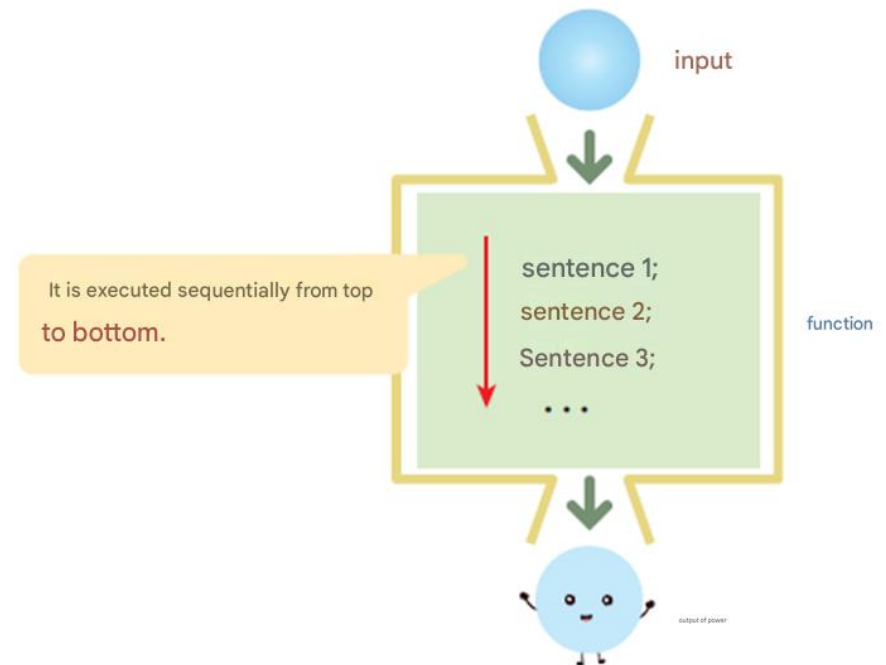 input
It is executed sequentially from top
to bottom.
sentence 1;
sentence 2;
Sentence 3;
...
function
output of power